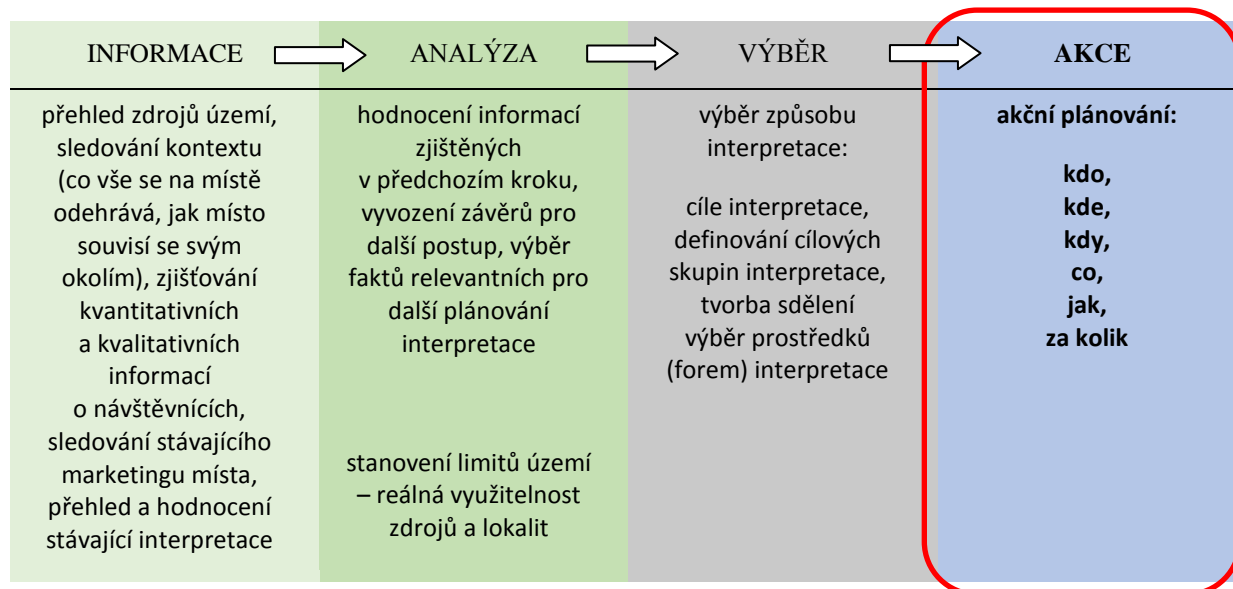 INFORMACE
ANALÝZA
VÝBĚR
AKCE
přehled zdrojů území,
sledování kontextu
(co vše se na místě
odehrává, jak místo
souvisí se svým
okolím), zjišťování
kvantitativních
a kvalitativních
informací
o návštěvnících,
sledování stávajícího
marketingu místa,
přehled a hodnocení
stávající interpretace
hodnocení informací
zjištěných
v předchozím kroku,
vyvození závěrů pro
další postup, výběr
faktů relevantních pro
další plánování
interpretace
stanovení limitů území
– reálná využitelnost
zdrojů a lokalit
výběr způsobu
interpretace:
cíle interpretace,
definování cílových
skupin interpretace,
tvorba sdělení
výběr prostředků
(forem) interpretace
akční plánování:
kdo,
kde,
kdy,
co,
jak,
za kolik